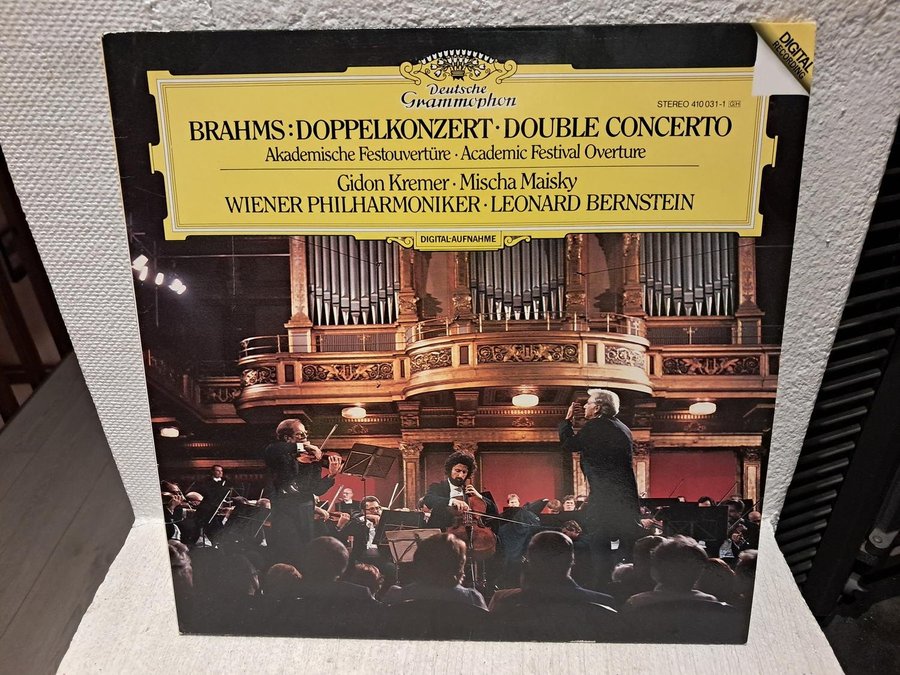 DIGITAL
RECORDING
Deutsche
Grammophon
STEREO 410 031-1 GH
BRAHMS: DOPPELKONZERT · DOUBLE CONCERTO
Akademische Festouvertüre · Academic Festival Overture
Gidon Kremer · Mischa Maisky
WIENER PHILHARMONIKER · LEONARD BERNSTEIN
DIGITAL-AUFNAHME